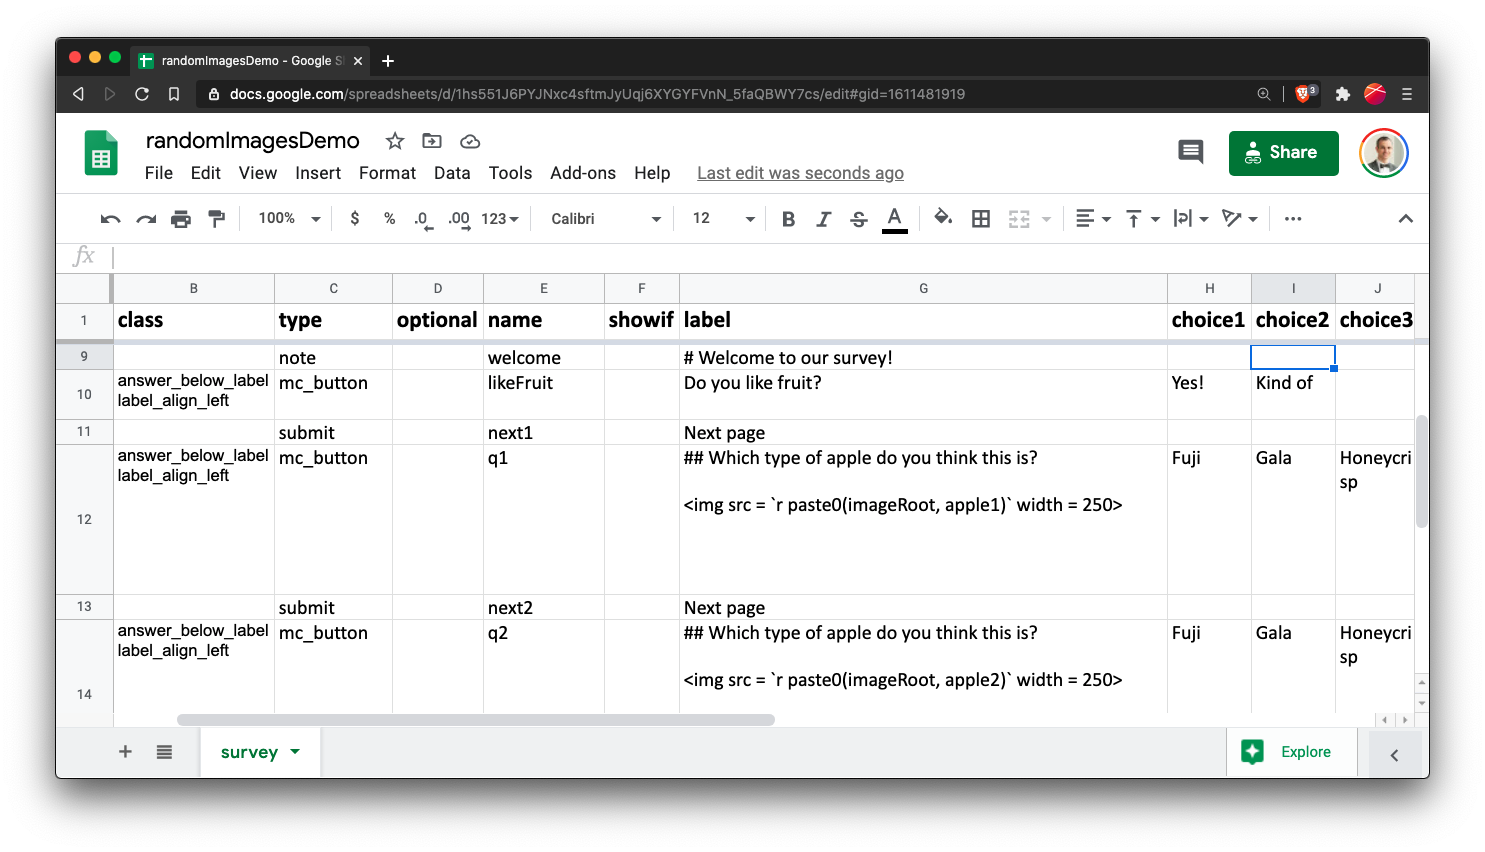 randomImagesDemo - Google S
docs.google.com/spreadsheets/d/1hs551J6PYJNxc4sftmJyUqj6XYGYFVnN_5faQBWY7cs/edit#gid=1611481919
3
randomImagesDemo
File Edit View Insert Format Data Tools Add-ons Help Last edit was seconds ago
Share
100% $ % .0 .00 123 Calibri 12 B I S A
fx
B C D E F G H I J
1 class type optional name showif label choice1 choice2 choice3
9 note welcome # Welcome to our survey!
10 answer_below_label mc_button likeFruit Do you like fruit? Yes! Kind of
label_align_left
11 submit next1 Next page
12 answer_below_label mc_button q1 ## Which type of apple do you think this is? Fuji Gala Honeycri
label_align_left sp
<img src = `r paste0(imageRoot, apple1)` width = 250>
13 submit next2 Next page
14 answer_below_label mc_button q2 ## Which type of apple do you think this is? Fuji Gala Honeycri
label_align_left sp
<img src = `r paste0(imageRoot, apple2)` width = 250>
survey
Explore